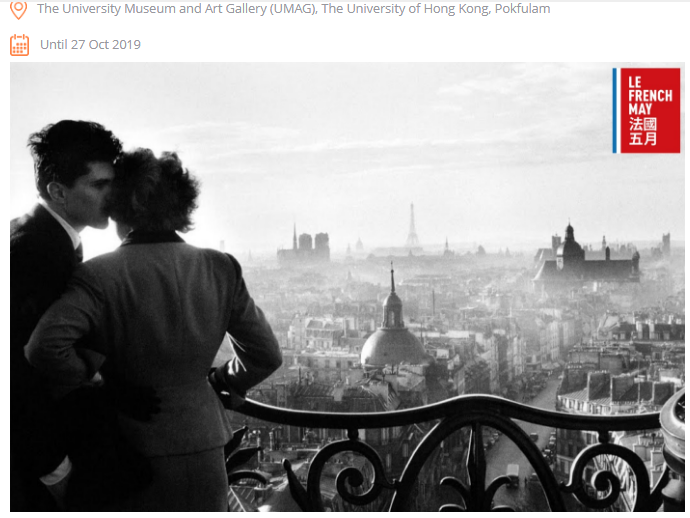 The University Museum and Art Gallery (UMAG), The University of Hong Kong, Pokfulam
Until 27 Oct 2019
LE
FRENCH
MAY
法國
五月